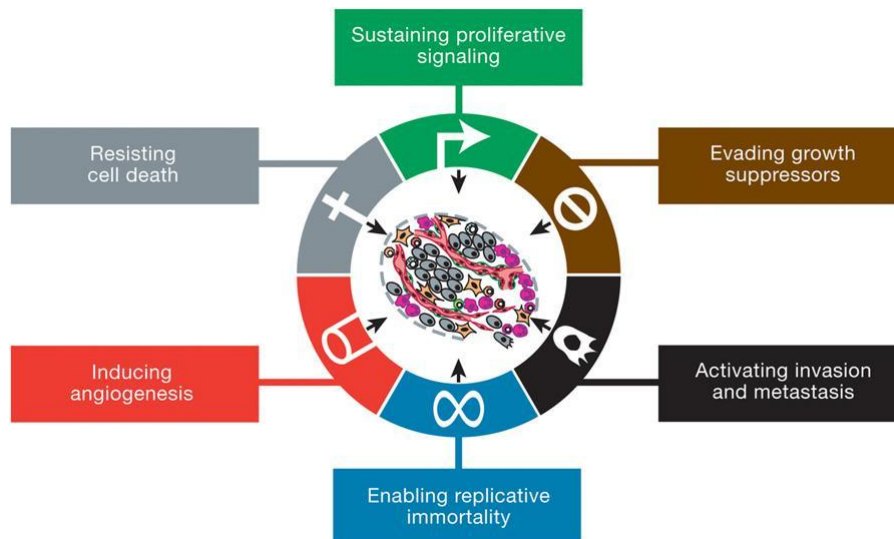 Sustaining proliferative
signaling
Resisting
cell death
Evading growth
suppressors
Inducing
angiogenesis
Activating invasion
and metastasis
Enabling replicative
immortality